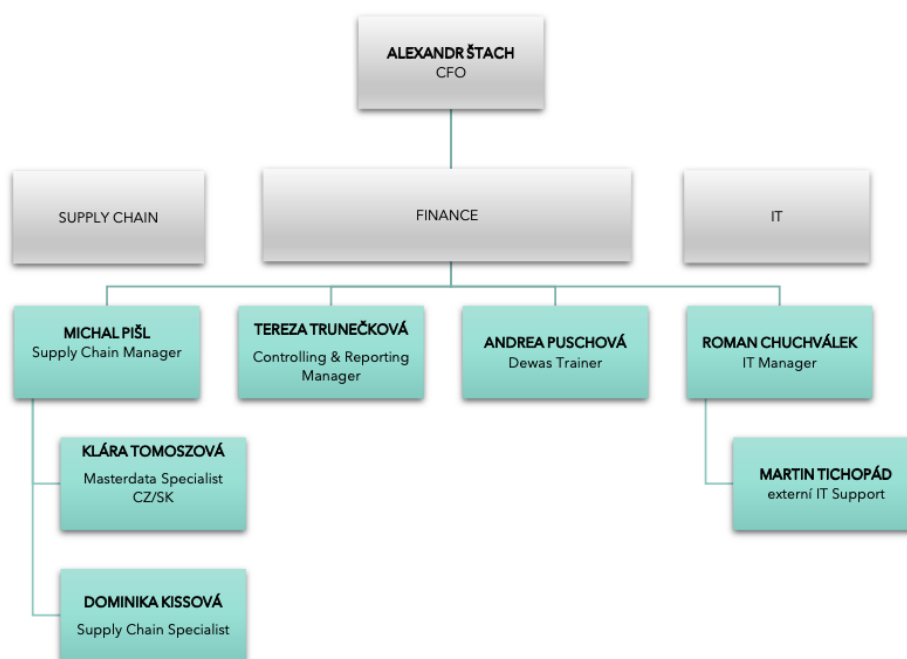 ALEXANDR ŠTACH
CFO
SUPPLY CHAIN
FINANCE
IT
MICHAL PIŠL
Supply Chain Manager
TEREZA TRUNEČKOVÁ
Controlling & Reporting
Manager
ANDREA PUSCHOVÁ
Dewas Trainer
ROMAN CHUCHVÁLEK
IT Manager
KLÁRA TOMOSZOVÁ
Masterdata Specialist
CZ/SK
MARTIN TICHOPÁD
externí IT Support
DOMINIKA KISSOVÁ
Supply Chain Specialist